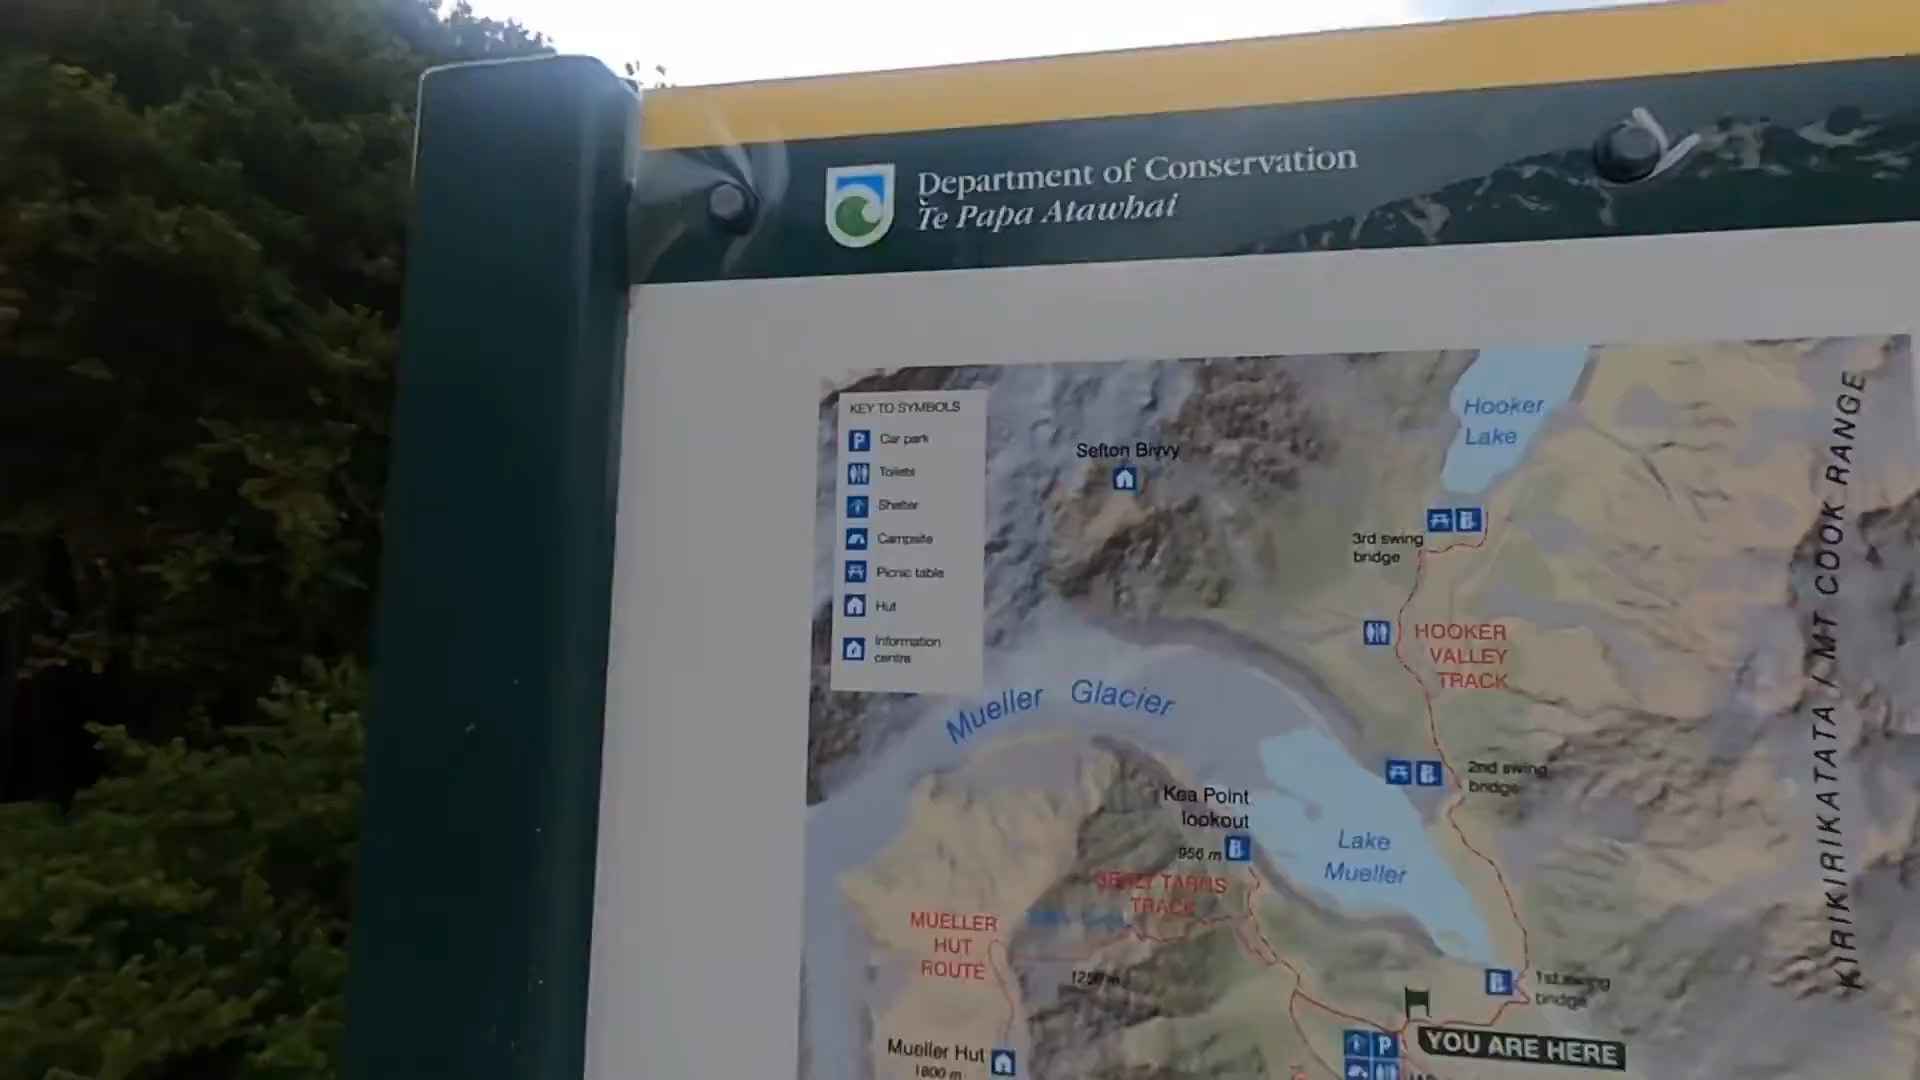 Department of Conservation
Te Papa Atawhai
KEY TO SYMBOLS
P
Car park
Toilets
Shelter
Campsite
Picnic table
Hut
Information
centre
Sefton Bivvy
Hooker
Lake
3rd swing
bridge
HOOKER
VALLEY
TRACK
KIRIKIRIKATATA / MT COOK RANGE
Mueller Glacier
2nd swing
bridge
Kea Point
lookout
956 m
Lake
Mueller
SEALY TARNS
TRACK
MUELLER
HUT
ROUTE
1250 m
1st swing
bridge
YOU ARE HERE
P
Mueller Hut
1800 m